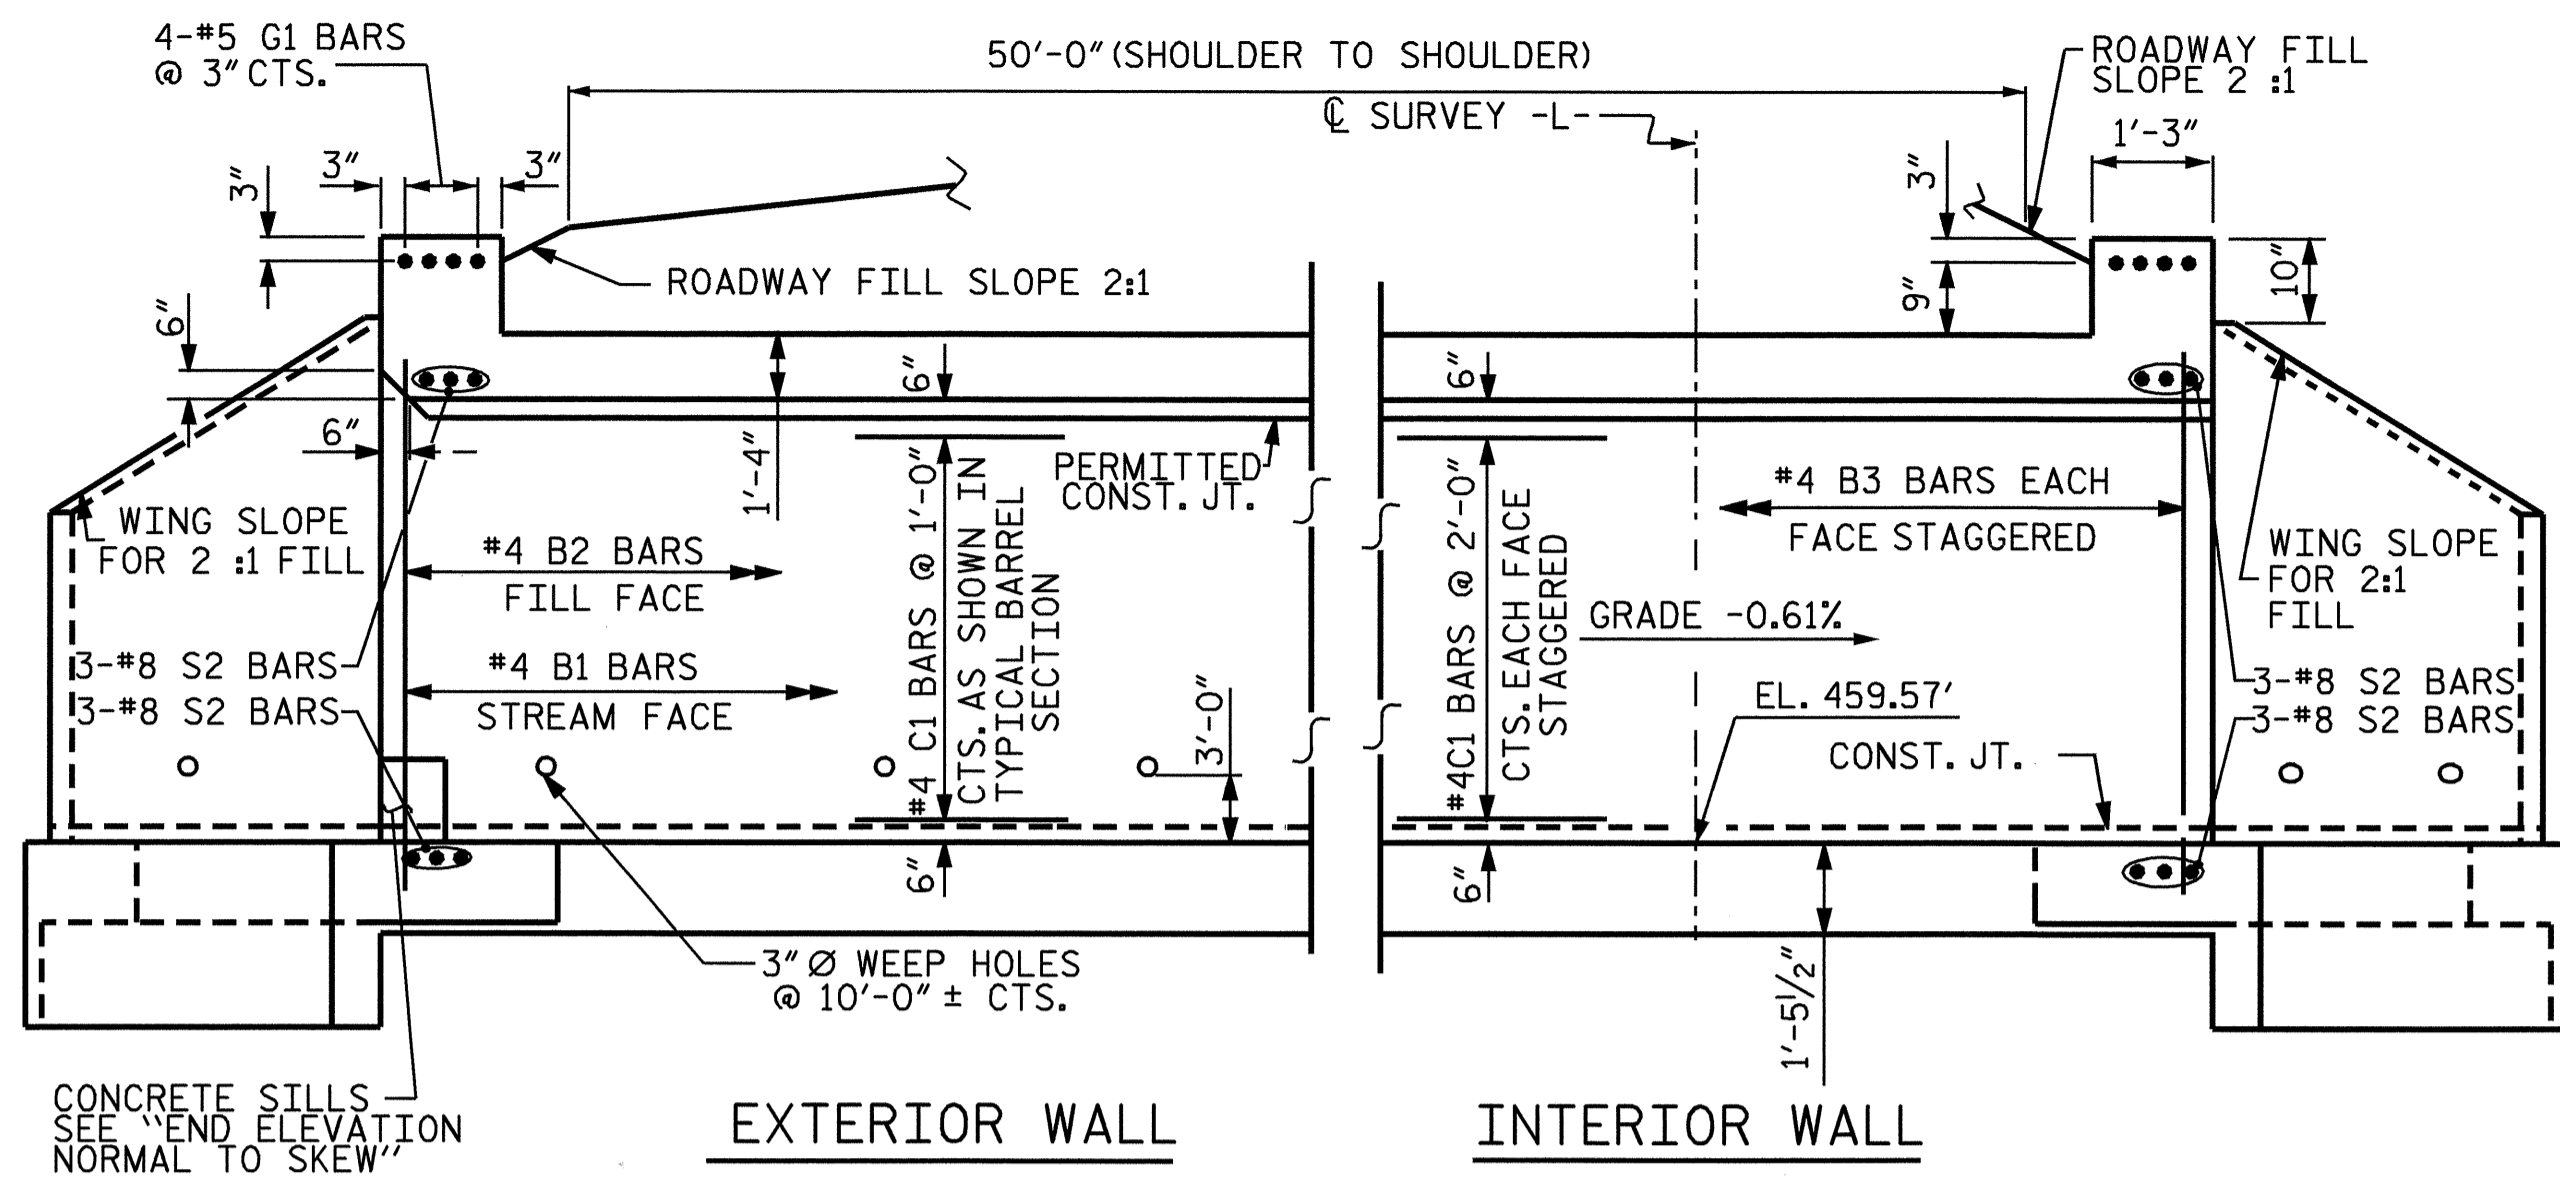 4-#5 G1 BARS
@ 3" CTS.
50'-0" (SHOULDER TO SHOULDER)
℄ SURVEY -L-
ROADWAY FILL
SLOPE 2 :1
1'-3"
3"
3"
3"
3"
9"
10"
6"
ROADWAY FILL SLOPE 2:1
6"
6"
6"
1'-4"
PERMITTED
CONST. JT.
WING SLOPE
FOR 2 :1 FILL
#4 B2 BARS
FILL FACE
#4 C1 BARS @ 1'-0"
CTS. AS SHOWN IN
TYPICAL BARREL
SECTION
#4C1 BARS @ 2'-0"
CTS. EACH FACE
STAGGERED
#4 B3 BARS EACH
FACE STAGGERED
WING SLOPE
FOR 2:1
FILL
GRADE -0.61%
3-#8 S2 BARS
3-#8 S2 BARS
#4 B1 BARS
STREAM FACE
3'-0"
EL. 459.57'
CONST. JT.
3-#8 S2 BARS
3-#8 S2 BARS
6"
6"
1'-5½"
3" Ø WEEP HOLES
@ 10'-0" ± CTS.
CONCRETE SILLS
SEE "END ELEVATION
NORMAL TO SKEW"
EXTERIOR WALL
INTERIOR WALL